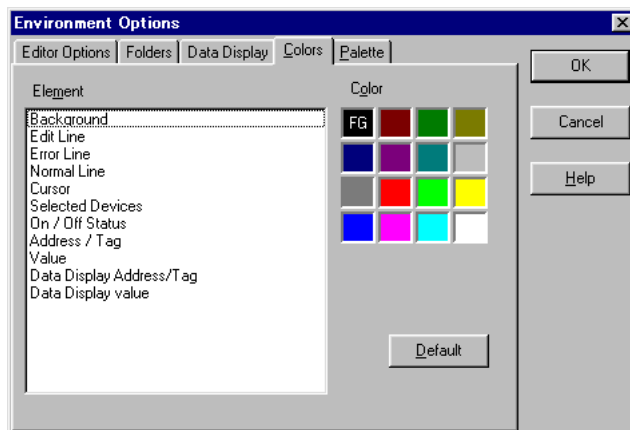 Environment Options
Editor Options Folders Data Display Colors Palette
Element
Background
Edit Line
Error Line
Normal Line
Cursor
Selected Devices
On / Off Status
Address / Tag
Value
Data Display Address/Tag
Data Display value
Color
FG
Default
OK
Cancel
Help